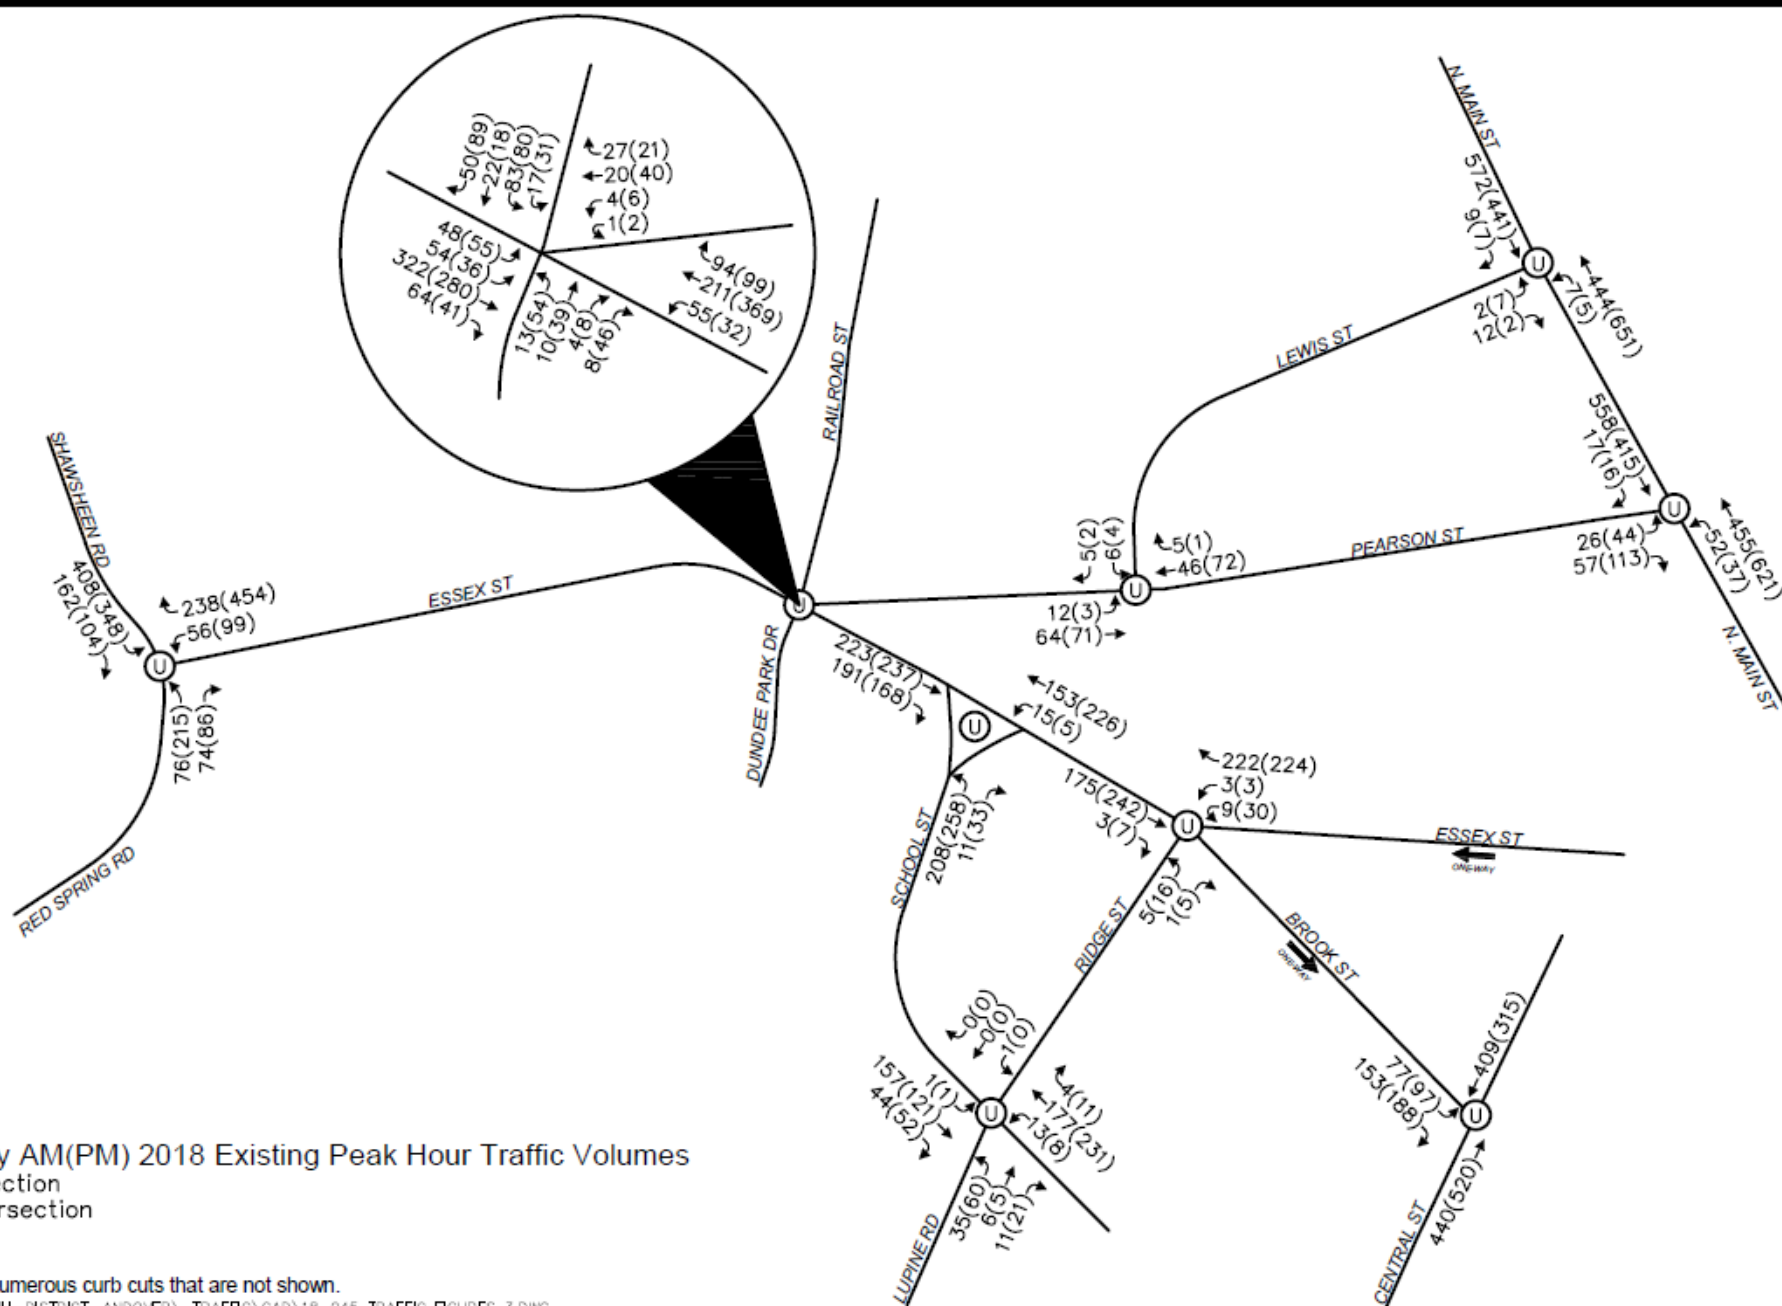 50(89)
22(18)
83(80)
17(31)
27(21)
20(40)
4(6)
1(2)
48(55)
54(36)
322(280)
64(41)
13(54)
10(39)
4(8)
8(46)
94(99)
211(369)
55(32)
N. MAIN ST
572(441)
9(7)
U
2(7)
12(2)
7(5)
444(651)
LEWIS ST
RAILROAD ST
558(415)
17(16)
U
26(44)
57(113)
52(37)
455(621)
N. MAIN ST
PEARSON ST
5(2)
6(4)
5(1)
46(72)
U
12(3)
64(71)
SHAWSHEEN RD
408(348)
162(104)
238(454)
56(99)
U
76(215)
74(86)
ESSEX ST
RED SPRING RD
U
DUNDEE PARK DR
223(237)
191(168)
U
153(226)
15(5)
175(242)
3(7)
222(224)
3(3)
9(30)
U
ESSEX ST
ONE-WAY
SCHOOL ST
208(258)
11(33)
5(16)
1(5)
RIDGE ST
BROOK ST
ONE-WAY
0(0)
0(0)
1(0)
1(1)
157(121)
44(52)
U
4(11)
177(231)
13(8)
35(60)
6(5)
11(21)
LUPINE RD
409(315)
77(97)
153(188)
U
440(520)
CENTRAL ST
y AM(PM) 2018 Existing Peak Hour Traffic Volumes
ction
rsection
umerous curb cuts that are not shown.